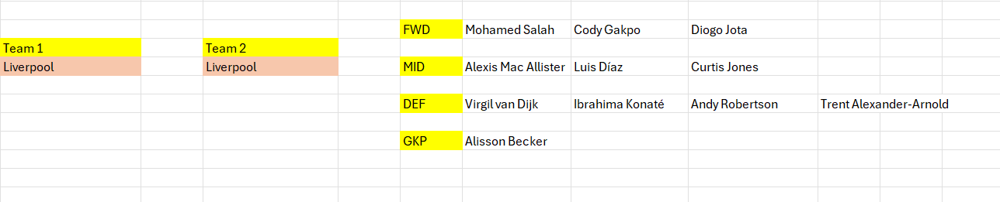 FWD Mohamed Salah Cody Gakpo Diogo Jota
Team 1 Team 2
Liverpool Liverpool MID Alexis Mac Allister Luis Díaz Curtis Jones
DEF Virgil van Dijk Ibrahima Konaté Andy Robertson Trent Alexander-Arnold
GKP Alisson Becker